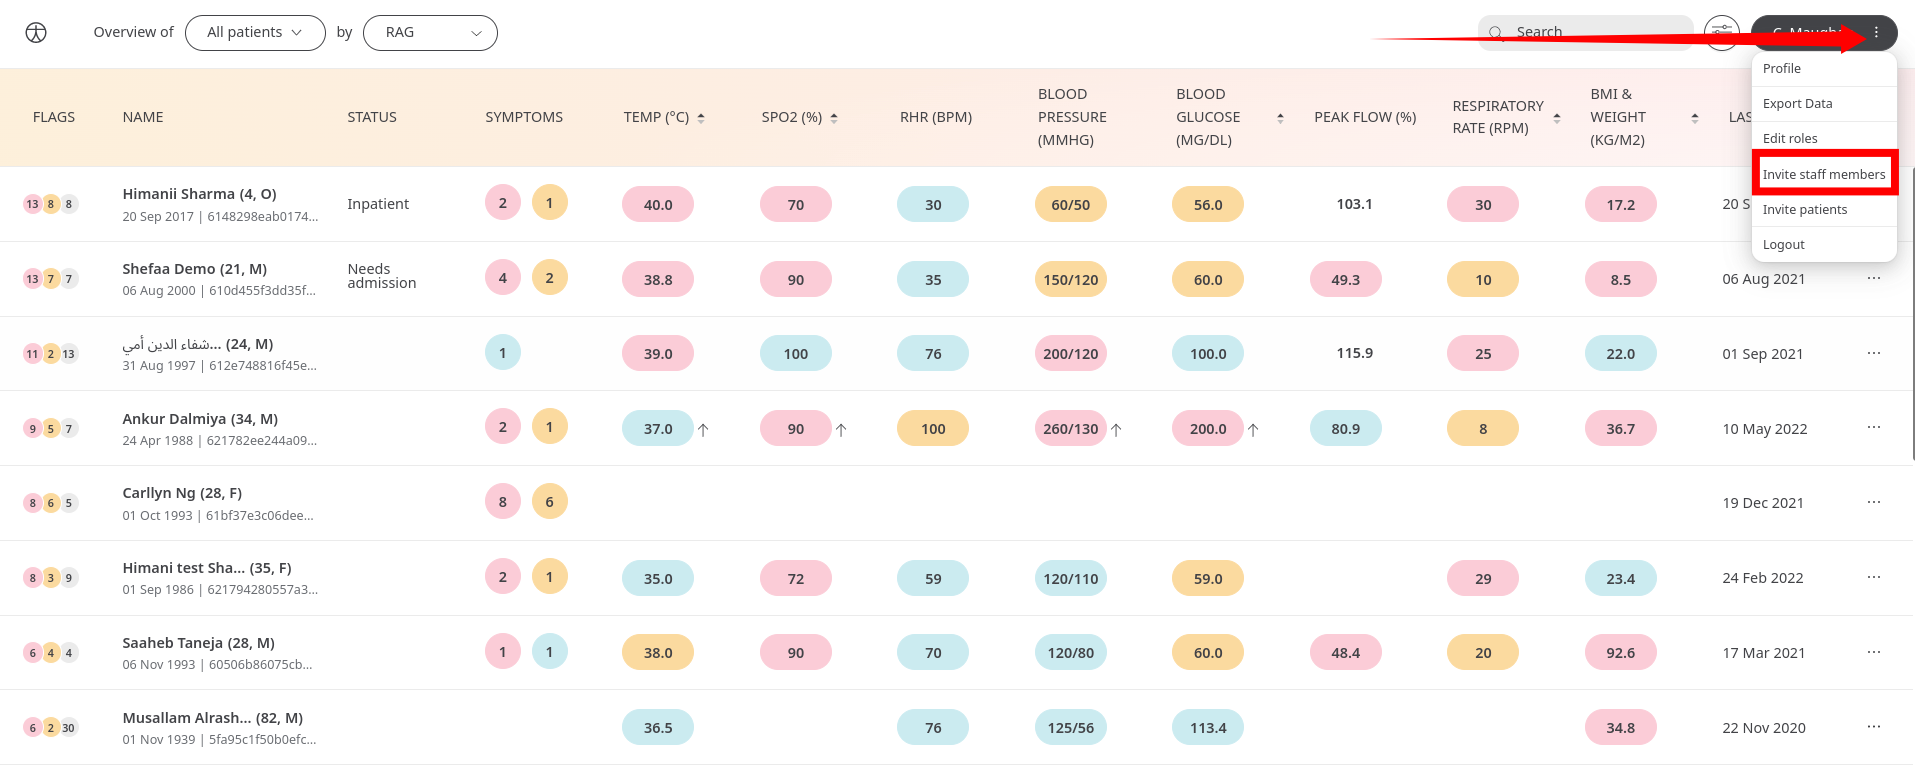 Overview of All patients by RAG Search
Profile
Export Data
Edit roles
Invite staff members
Invite patients
Logout
FLAGS NAME STATUS SYMPTOMS TEMP (°C) SPO2 (%) RHR (BPM) BLOOD PRESSURE (MMHG) BLOOD GLUCOSE (MG/DL) PEAK FLOW (%) RESPIRATORY RATE (RPM) BMI & WEIGHT (KG/M2)
13 8 8 Himanii Sharma (4, O) Inpatient 2 1 40.0 70 30 60/50 56.0 103.1 30 17.2 20
20 Sep 2017 | 6148298eab0174...
13 7 7 Shefaa Demo (21, M) Needs admission 4 2 38.8 90 35 150/120 60.0 49.3 10 8.5 06 Aug 2021 ...
06 Aug 2000 | 610d455f3dd35f...
11 2 13 شفاء الدين أمي... (24, M) 1 39.0 100 76 200/120 100.0 115.9 25 22.0 01 Sep 2021 ...
31 Aug 1997 | 612e748816f45e...
9 5 7 Ankur Dalmiya (34, M) 2 1 37.0 ↑ 90 ↑ 100 260/130 ↑ 200.0 ↑ 80.9 8 36.7 10 May 2022 ...
24 Apr 1988 | 621782ee244a09...
8 6 5 Carllyn Ng (28, F) 8 6 19 Dec 2021 ...
01 Oct 1993 | 61bf37e3c06dee...
8 3 9 Himani test Sha... (35, F) 2 1 35.0 72 59 120/110 59.0 29 23.4 24 Feb 2022 ...
01 Sep 1986 | 621794280557a3...
6 4 4 Saaheb Taneja (28, M) 1 1 38.0 90 70 120/80 60.0 48.4 20 92.6 17 Mar 2021 ...
06 Nov 1993 | 60506b86075cb...
6 2 30 Musallam Alrash... (82, M) 36.5 76 125/56 113.4 34.8 22 Nov 2020 ...
01 Nov 1939 | 5fa95c1f50b0efc...